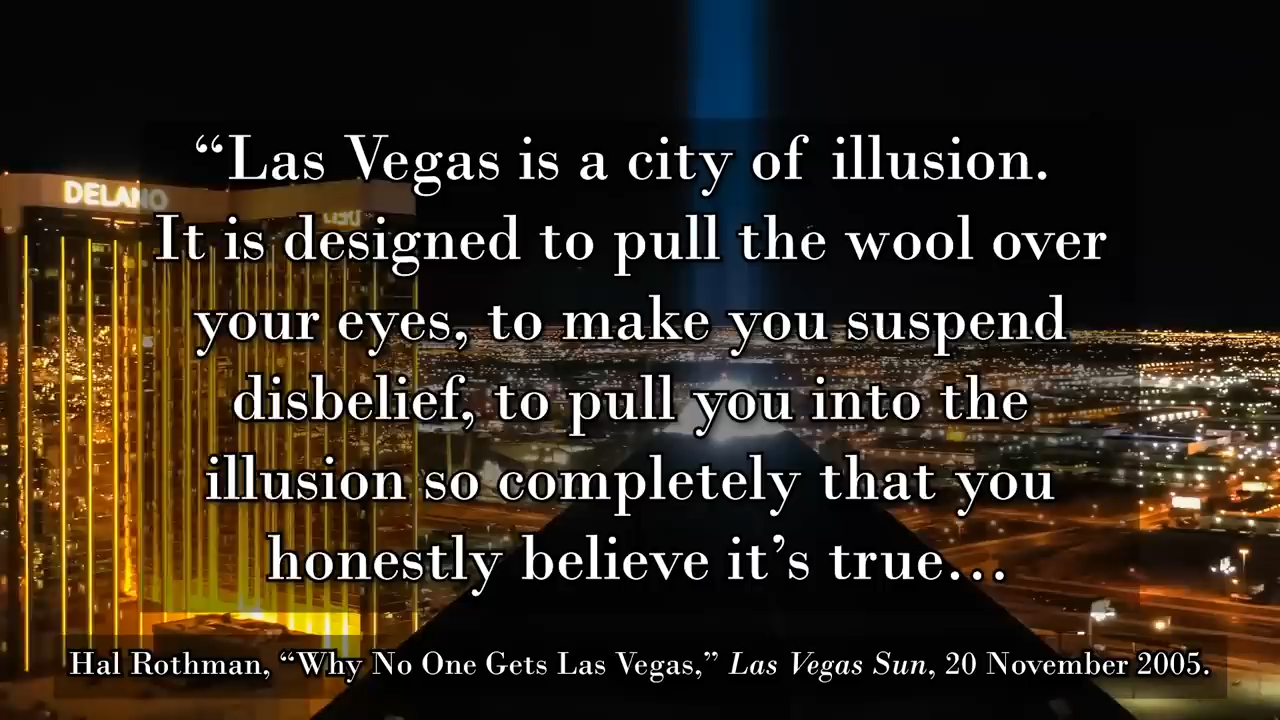 “Las Vegas is a city of illusion.
DELANO
It is designed to pull the wool over
your eyes, to make you suspend
disbelief, to pull you into the
illusion so completely that you
honestly believe it’s true…
Hal Rothman, “Why No One Gets Las Vegas,” Las Vegas Sun, 20 November 2005.